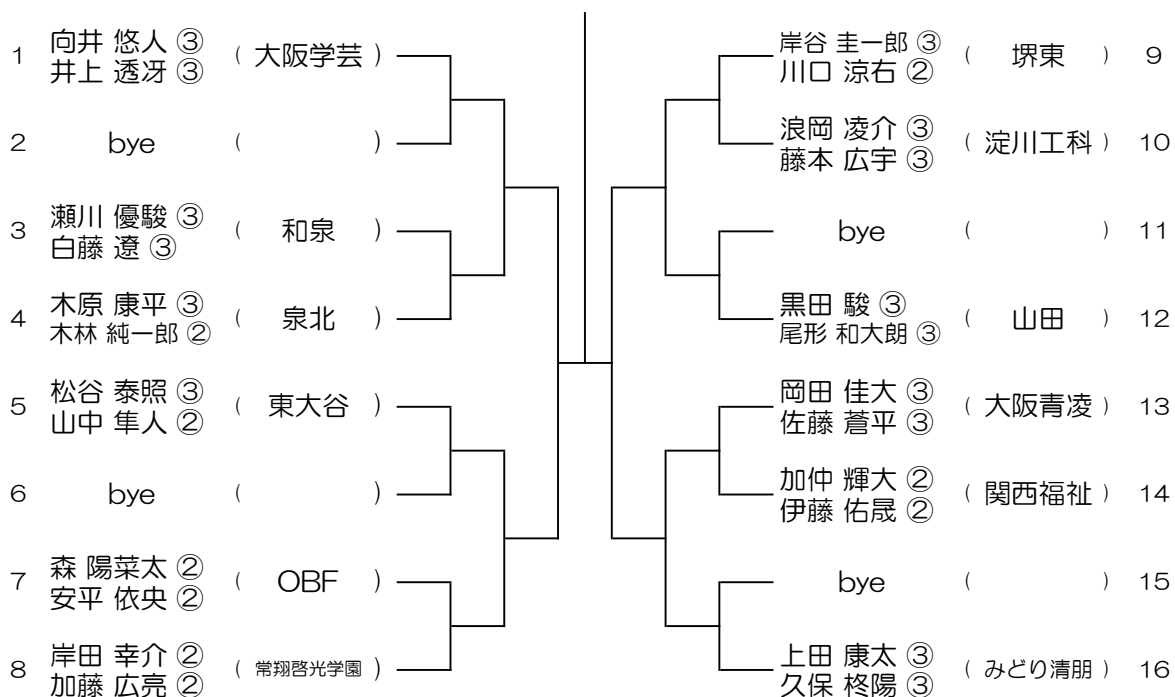 1 向井 悠人 ③ ( 大阪学芸 )
井上 透冴 ③
2 bye ( )
3 瀬川 優駿 ③ ( 和泉 )
白藤 遼 ③
4 木原 康平 ③ ( 泉北 )
木林 純一郎 ②
5 松谷 泰照 ③ ( 東大谷 )
山中 隼人 ②
6 bye ( )
7 森 陽菜太 ② ( OBF )
安平 依央 ②
8 岸田 幸介 ② ( 常翔啓光学園 )
加藤 広亮 ②
岸谷 圭一郎 ③ ( 堺東 ) 9
川口 涼右 ②
浪岡 凌介 ③ ( 淀川工科 ) 10
藤本 広宇 ③
bye ( ) 11
黒田 駿 ③ ( 山田 ) 12
尾形 和大朗 ③
岡田 佳大 ③ ( 大阪青凌 ) 13
佐藤 蒼平 ③
加仲 輝大 ② ( 関西福祉 ) 14
伊藤 佑晟 ②
bye ( ) 15
上田 康太 ③ ( みどり清朋 ) 16
久保 柊陽 ③